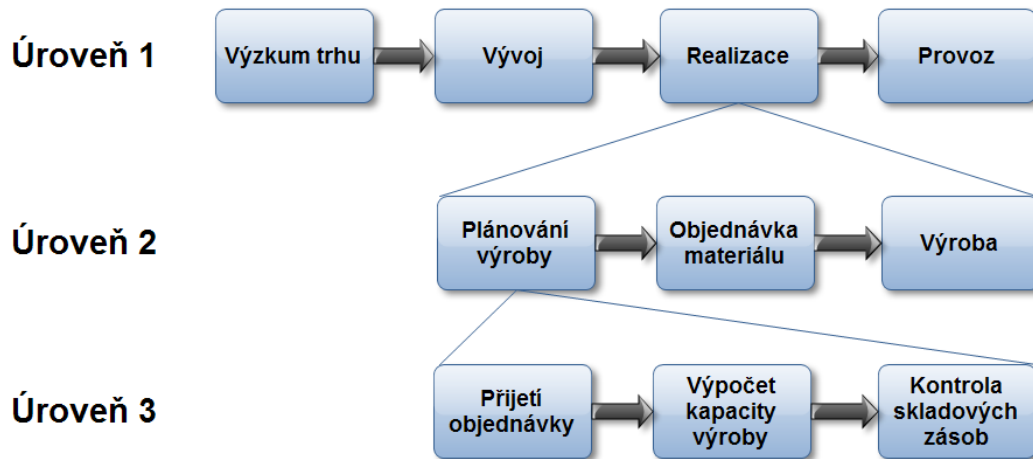 Úroveň 1
Výzkum trhu
Vývoj
Realizace
Provoz
Úroveň 2
Plánování
výroby
Objednávka
materiálu
Výroba
Úroveň 3
Přijetí
objednávky
Výpočet
kapacity
výroby
Kontrola
skladových
zásob